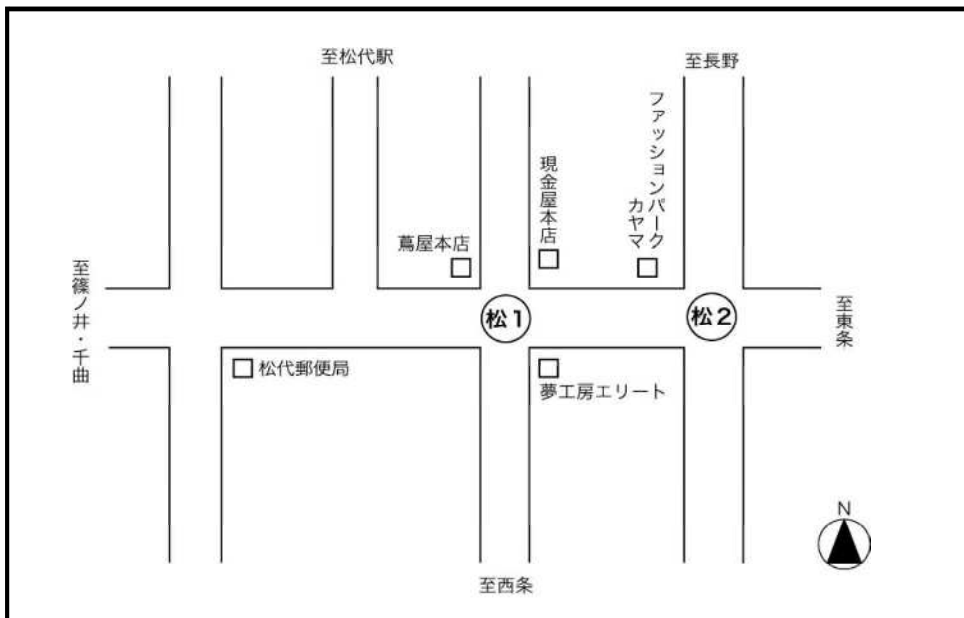 至松代駅
至長野
ファッションパーク
カヤマ
現金屋本店
蔦屋本店
至篠ノ井・千曲
松1
松2
至東条
松代郵便局
夢工房エリート
至西条
N